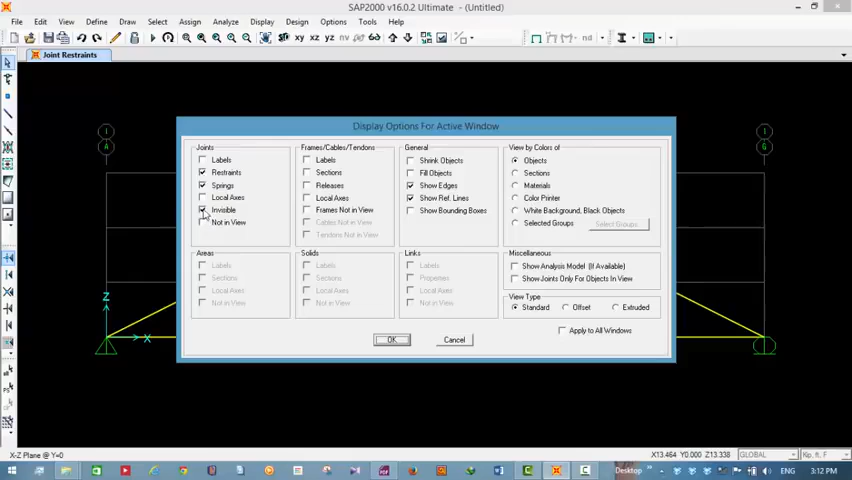 SAP2000 v16.0.2 Ultimate - (Untitled)
File Edit View Define Draw Select Assign Analyze Display Design Options Tools Help
xy xz yz nv
Joint Restraints
Display Options For Active Window
Joints
Labels
Restraints
Springs
Local Axes
Invisible
Not in View
Frames/Cables/Tendons
Labels
Sections
Releases
Local Axes
Frames Not in View
Cables Not in View
Tendons Not in View
General
Shrink Objects
Fill Objects
Show Edges
Show Ref. Lines
Show Bounding Boxes
View by Colors of
Objects
Sections
Materials
Color Printer
White Background, Black Objects
Selected Groups Select Groups
Areas
Labels
Sections
Local Axes
Not in View
Solids
Labels
Sections
Local Axes
Not in View
Links
Labels
Properties
Local Axes
Not in View
Miscellaneous
Show Analysis Model (If Available)
Show Joints Only For Objects In View
View Type
Standard Offset Extruded
Apply to All Windows
OK Cancel
I
A
I
G
Z
X
X-Z Plane @ Y=0
X13.464 Y0.000 Z13.338 GLOBAL Kip, ft, F
Desktop ENG 3:12 PM